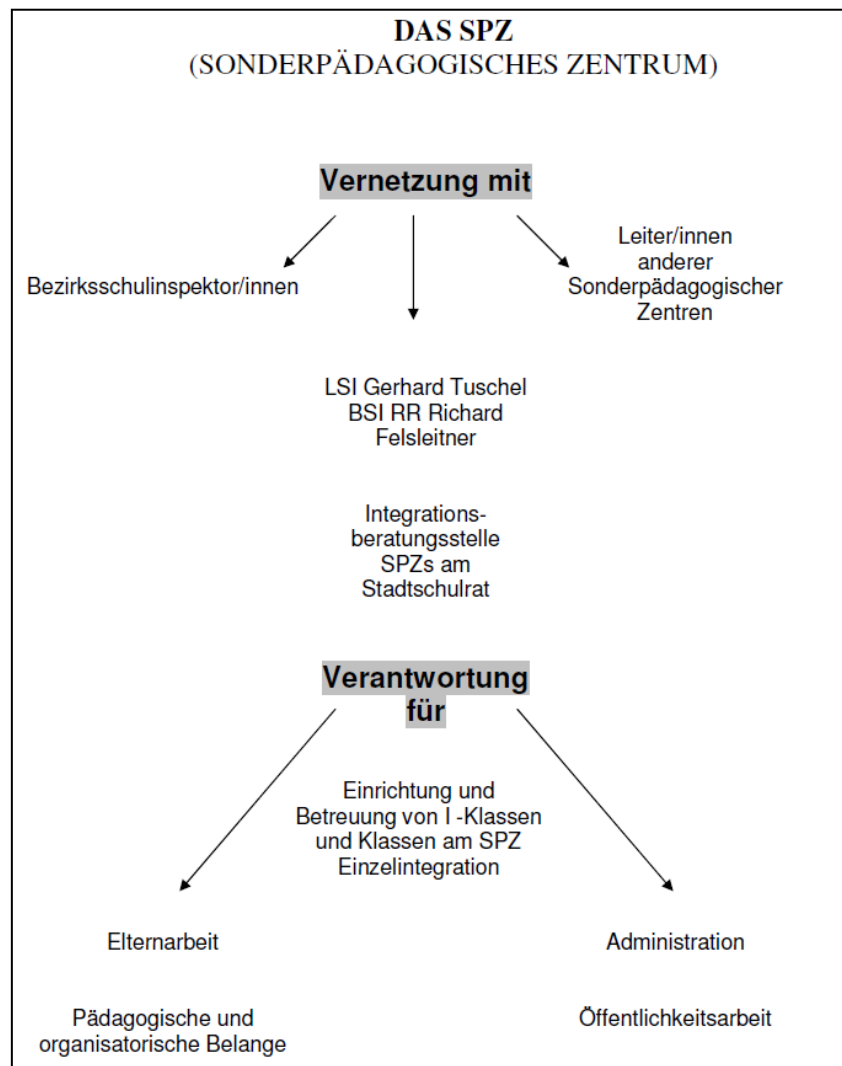 DAS SPZ
(SONDERPÄDAGOGISCHES ZENTRUM)
Vernetzung mit
Bezirksschulinspektor/innen
Leiter/innen
anderer
Sonderpädagogischer
Zentren
LSI Gerhard Tuschel
BSI RR Richard
Felsleitner
Integrations-
beratungsstelle
SPZs am
Stadtschulrat
Verantwortung
für
Einrichtung und
Betreuung von I -Klassen
und Klassen am SPZ
Einzelintegration
Elternarbeit
Administration
Pädagogische und
organisatorische Belange
Öffentlichkeitsarbeit